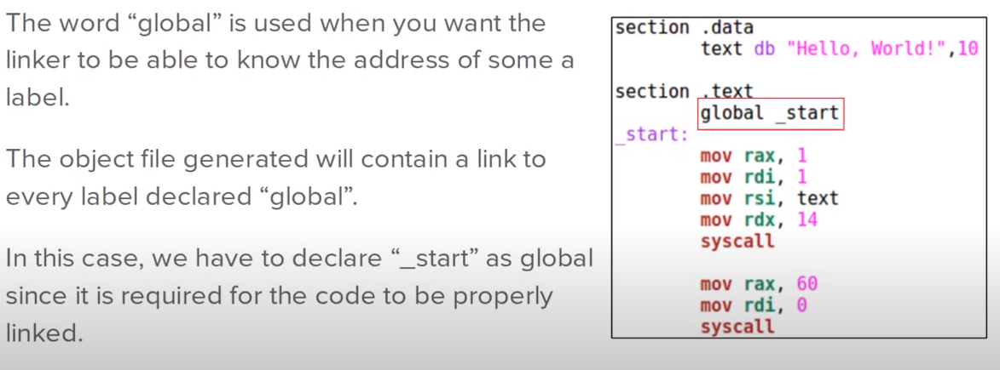 The word “global” is used when you want the
linker to be able to know the address of some a
label.
The object file generated will contain a link to
every label declared “global”.
In this case, we have to declare “_start” as global
since it is required for the code to be properly
linked.
section .data
text db "Hello, World!",10
section .text
global _start
_start:
mov rax, 1
mov rdi, 1
mov rsi, text
mov rdx, 14
syscall
mov rax, 60
mov rdi, 0
syscall